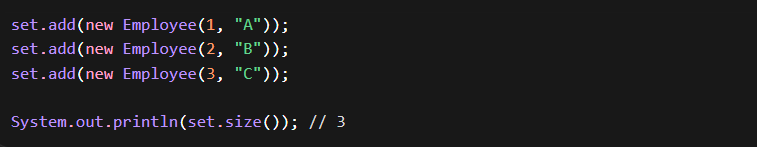 set.add(new Employee(1, "A"));
set.add(new Employee(2, "B"));
set.add(new Employee(3, "C"));
System.out.println(set.size()); // 3